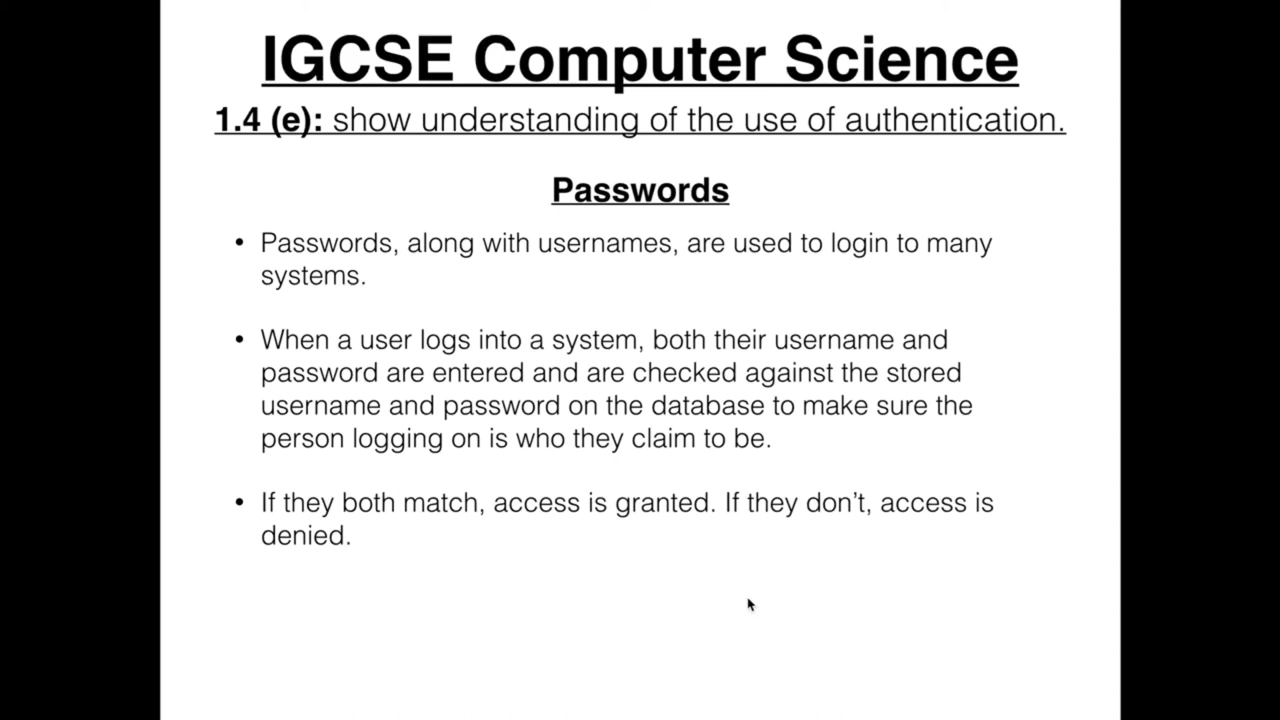 IGCSE Computer Science
1.4 (e): show understanding of the use of authentication.
Passwords
• Passwords, along with usernames, are used to login to many
systems.
• When a user logs into a system, both their username and
password are entered and are checked against the stored
username and password on the database to make sure the
person logging on is who they claim to be.
• If they both match, access is granted. If they don’t, access is
denied.